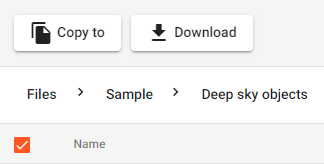 Copy to Download
Files > Sample > Deep sky objects
Name